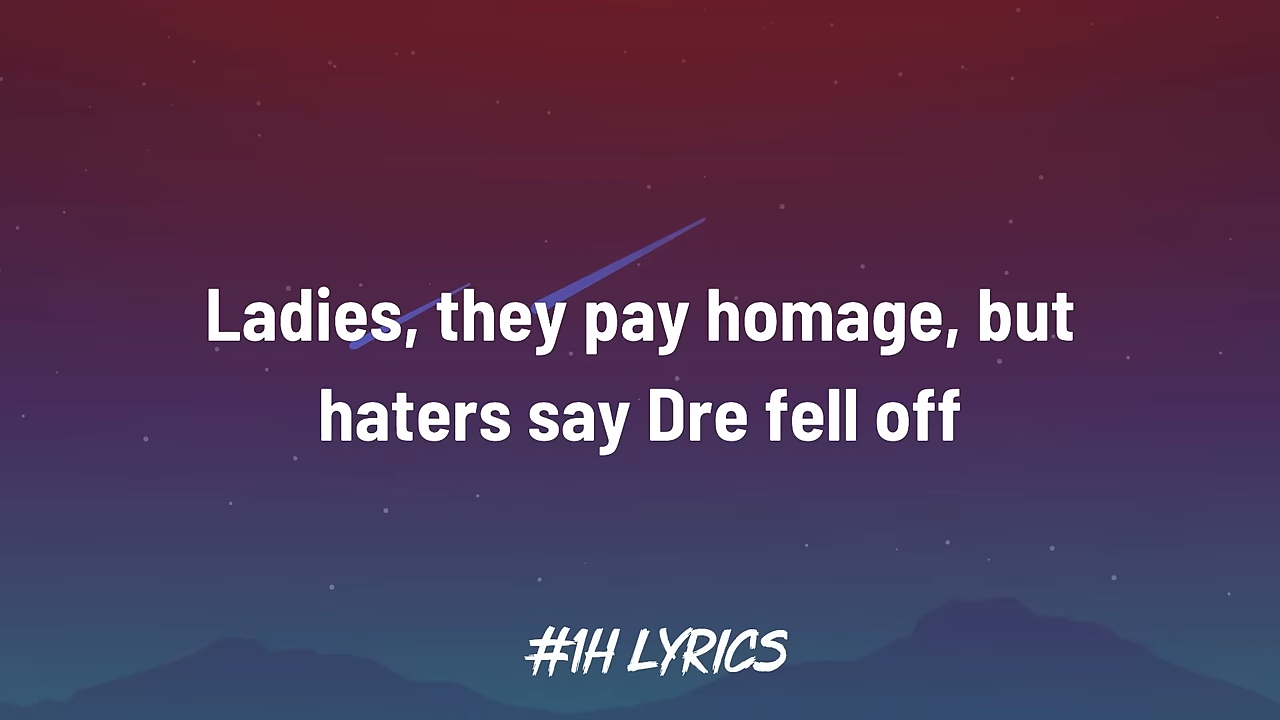 Ladies, they pay homage, but
haters say Dre fell off
#1H LYRICS